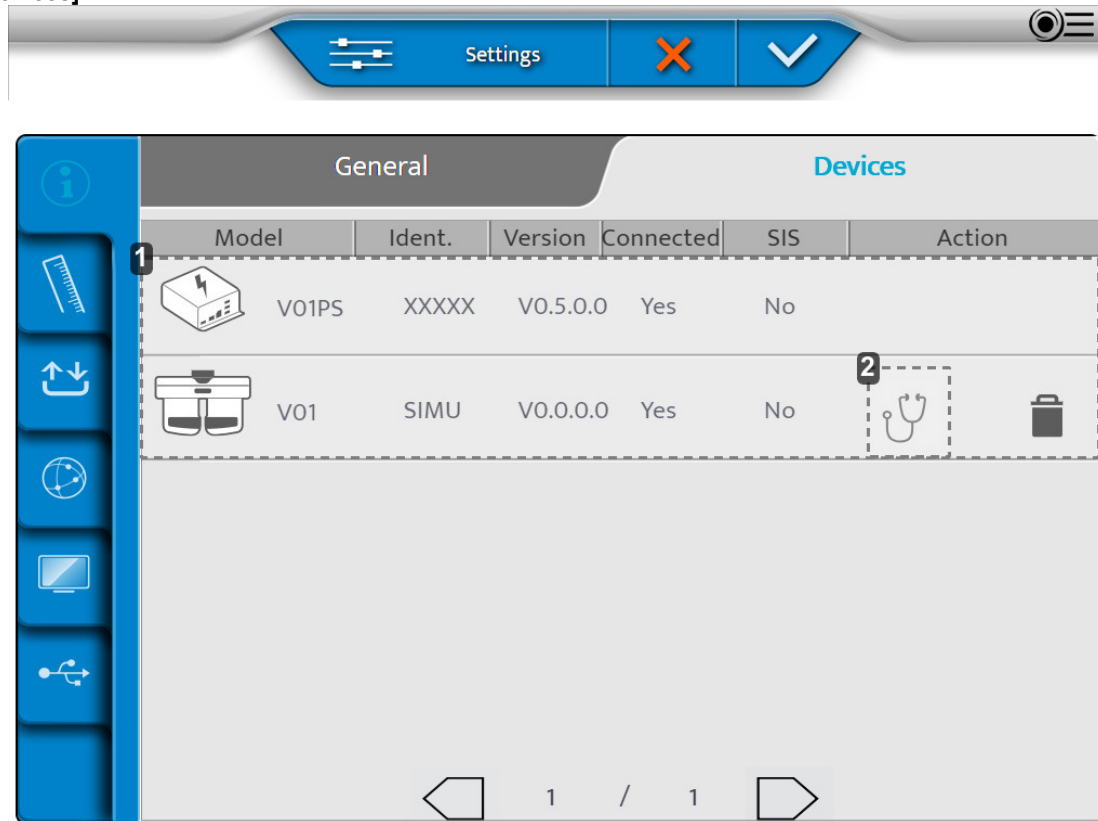 Settings
General Devices
Model Ident. Version Connected SIS Action
1
V01PS XXXXX V0.5.0.0 Yes No
2
V01 SIMU V0.0.0.0 Yes No
1 / 1